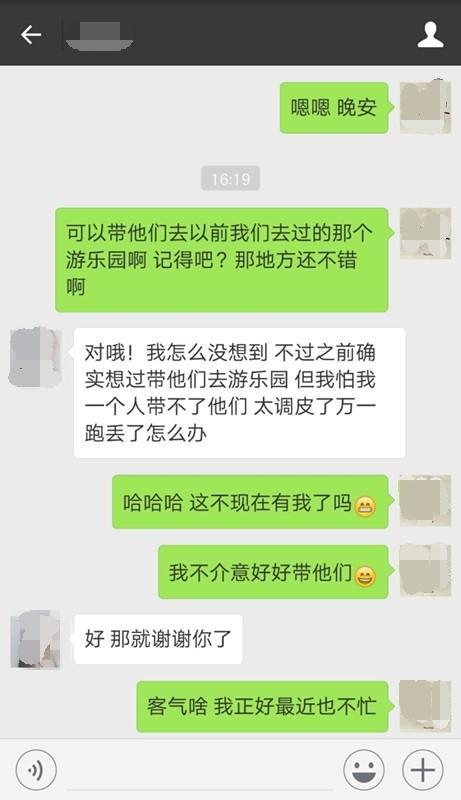 嗯嗯 晚安
16:19
可以带他们去以前我们去过的那个
游乐园啊 记得吧？那地方还不错
啊
对哦！我怎么没想到 不过之前确
实想过带他们去游乐园 但我怕我
一个人带不了他们 太调皮了万一
跑丢了怎么办
哈哈哈 这不现在有我了吗😁
我不介意好好带他们😄
好 那就谢谢你了
客气啥 我正好最近也不忙